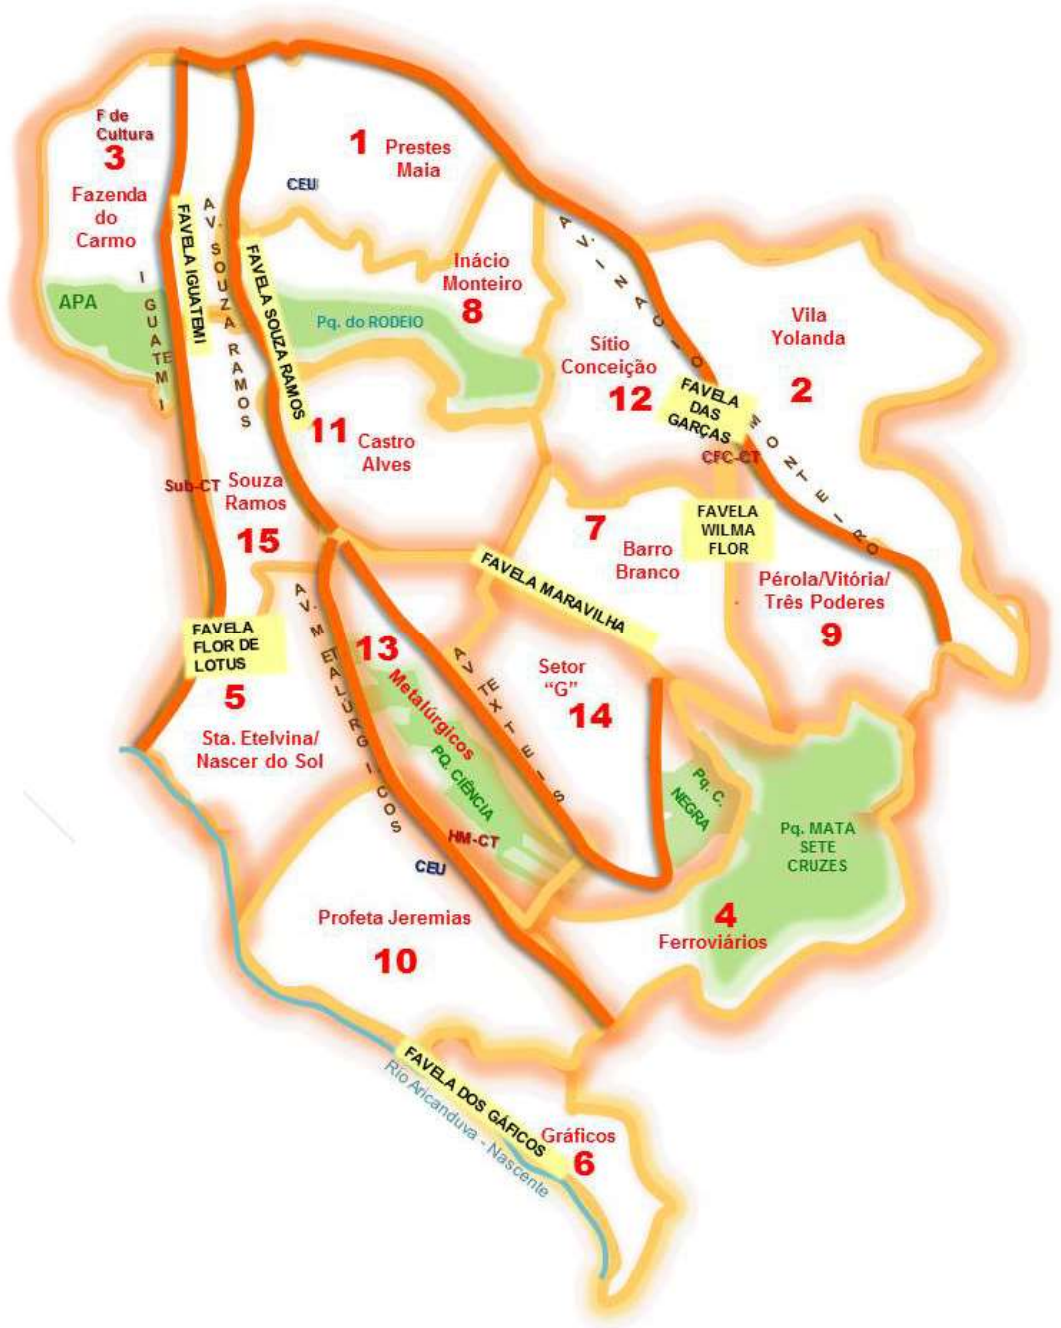 F de
Cultura
3
Fazenda
do
Carmo
1 Prestes
Maia
CEU
FAVELA IGUATEMI
AV. SOUZA RAMOS
FAVELA SOUZA RAMOS
IGUATEMI
APA
Pq. do RODEIO
Inácio
Monteiro
8
AV. INACIO MONTEIRO
Vila
Yolanda
2
Sítio
Conceição
12
FAVELA
DAS
GARÇAS
CFC-CT
11 Castro
Alves
Sub-CT
Souza
Ramos
15
7
Barro
Branco
FAVELA
WILMA
FLOR
FAVELA MARAVILHA
Pérola/Vitória/
Três Poderes
9
FAVELA
FLOR DE
LOTUS
5
Sta. Etelvina/
Nascer do Sol
AV. METALURGICOS
13
Metalúrgicos
PQ. CIÊNCIA
AV TEXTEIS
Setor
“G”
14
Pq. C.
NEGRA
Pq. MATA
SETE
CRUZES
HM-CT
CEU
Profeta Jeremias
10
4
Ferroviários
FAVELA DOS GÁFICOS
Rio Aricanduva - Nascente
Gráficos
6